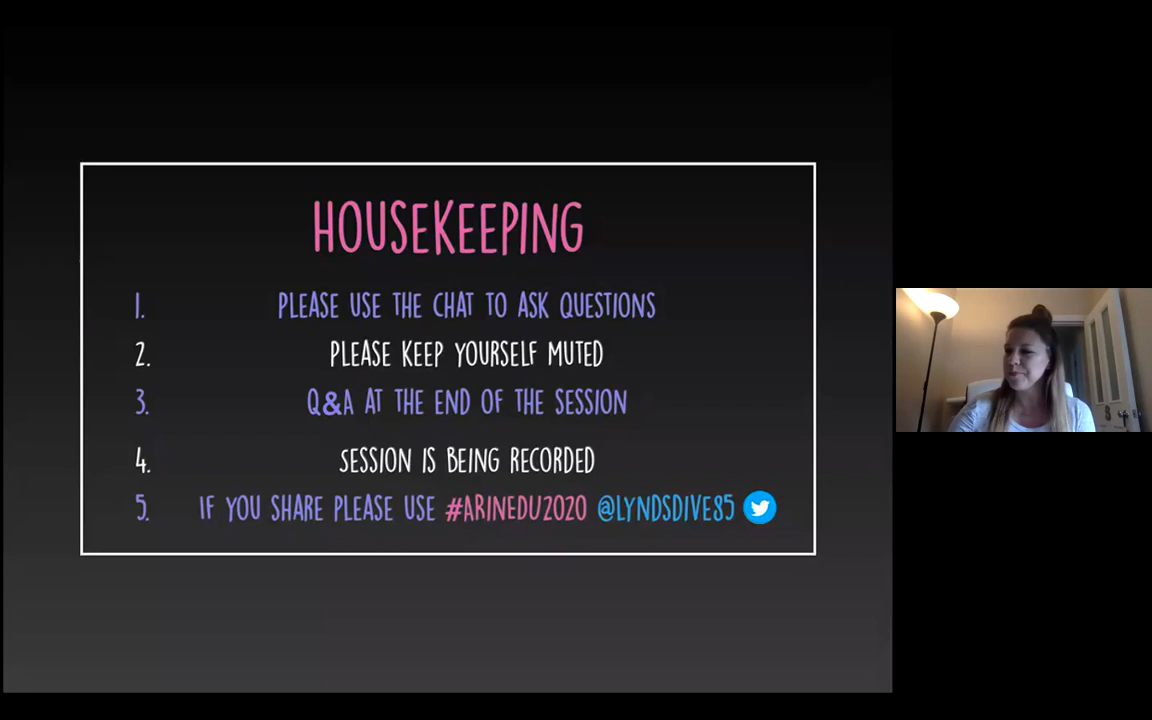 HOUSEKEEPING
1. PLEASE USE THE CHAT TO ASK QUESTIONS
2. PLEASE KEEP YOURSELF MUTED
3. Q&A AT THE END OF THE SESSION
4. SESSION IS BEING RECORDED
5. IF YOU SHARE PLEASE USE #ARINEDU2020 @LYNDSDIVE85